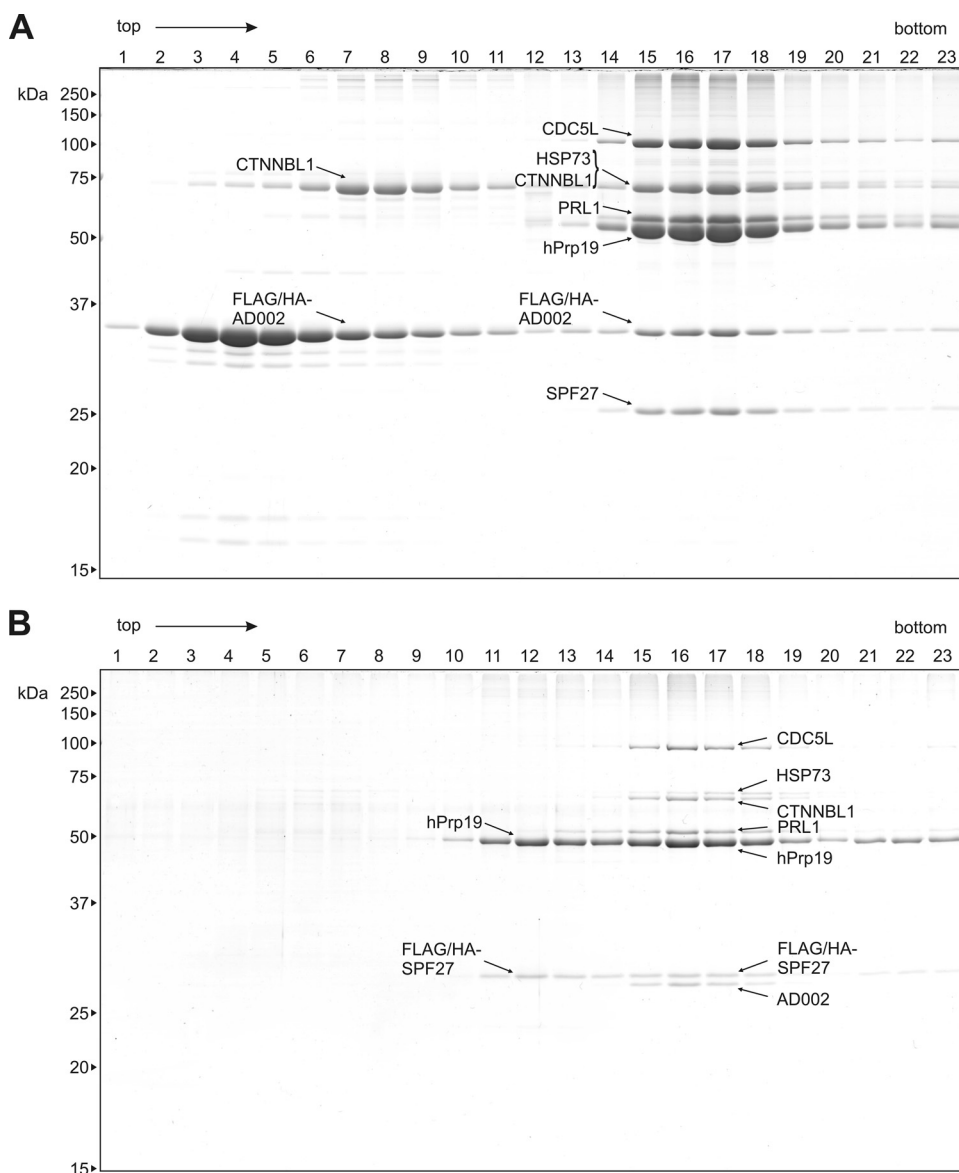 A
top
bottom
1 2 3 4 5 6 7 8 9 10 11 12 13 14 15 16 17 18 19 20 21 22 23
kDa
250
150
100
75
50
37
25
20
15
CDC5L
HSP73
CTNNBL1
CTNNBL1
PRL1
hPrp19
FLAG/HA-
AD002
FLAG/HA-
AD002
SPF27
B
top
bottom
1 2 3 4 5 6 7 8 9 10 11 12 13 14 15 16 17 18 19 20 21 22 23
kDa
250
150
100
75
50
37
25
20
15
CDC5L
HSP73
CTNNBL1
hPrp19
PRL1
hPrp19
FLAG/HA-
SPF27
FLAG/HA-
SPF27
AD002